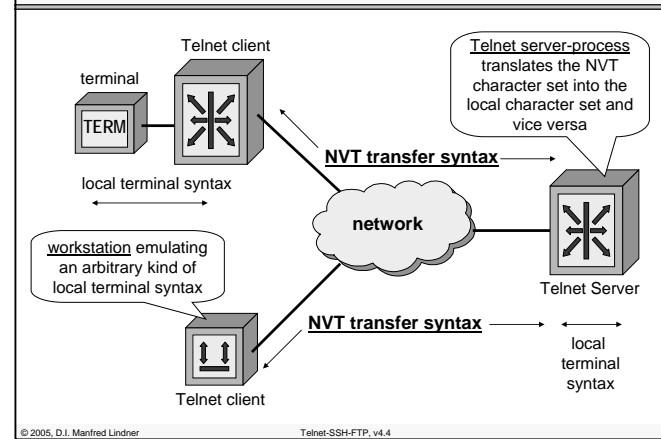 Telnet client
terminal
TERM
local terminal syntax
Telnet server-process
translates the NVT
character set into the
local character set and
vice versa
NVT transfer syntax
network
workstation emulating
an arbitrary kind of
local terminal syntax
Telnet Server
NVT transfer syntax
local
terminal
syntax
Telnet client
© 2005, D.I. Manfred Lindner
Telnet-SSH-FTP, v4.4